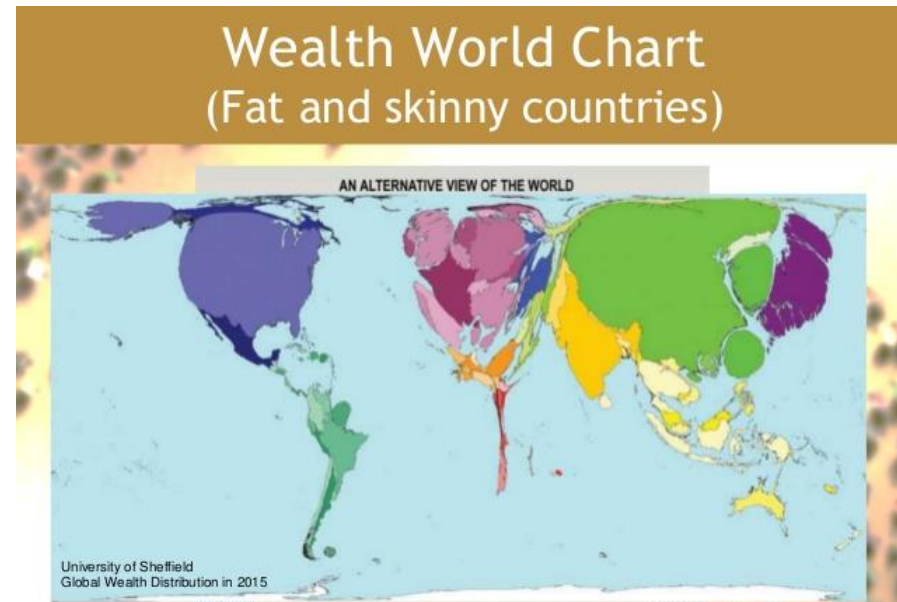 Wealth World Chart
(Fat and skinny countries)
AN ALTERNATIVE VIEW OF THE WORLD
University of Sheffield
Global Wealth Distribution in 2015